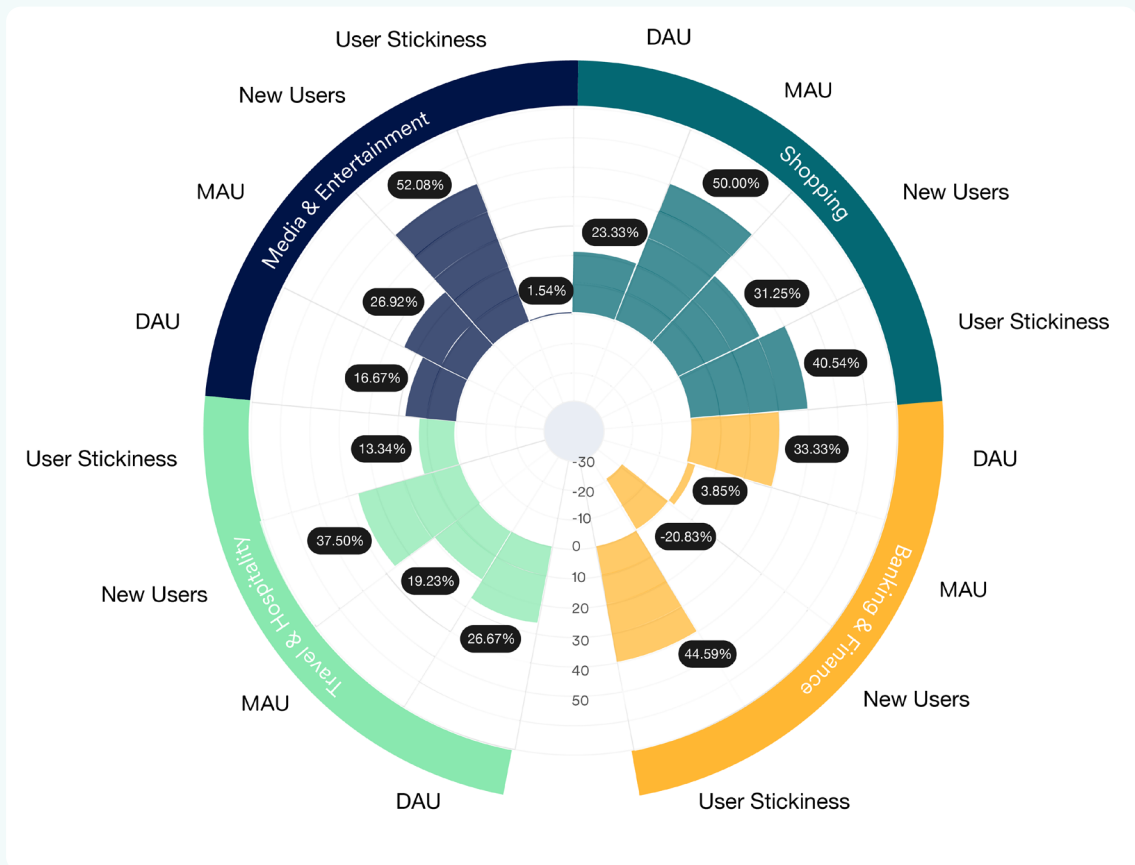 User Stickiness
DAU
New Users
MAU
MAU
New Users
DAU
User Stickiness
User Stickiness
DAU
New Users
MAU
MAU
New Users
DAU
User Stickiness
Media & Entertainment
Shopping
Banking & Finance
Travel & Hospitality
52.08%
50.00%
23.33%
1.54%
26.92%
31.25%
16.67%
40.54%
13.34%
33.33%
3.85%
37.50%
-20.83%
19.23%
26.67%
44.59%
-30
-20
-10
0
10
20
30
40
50